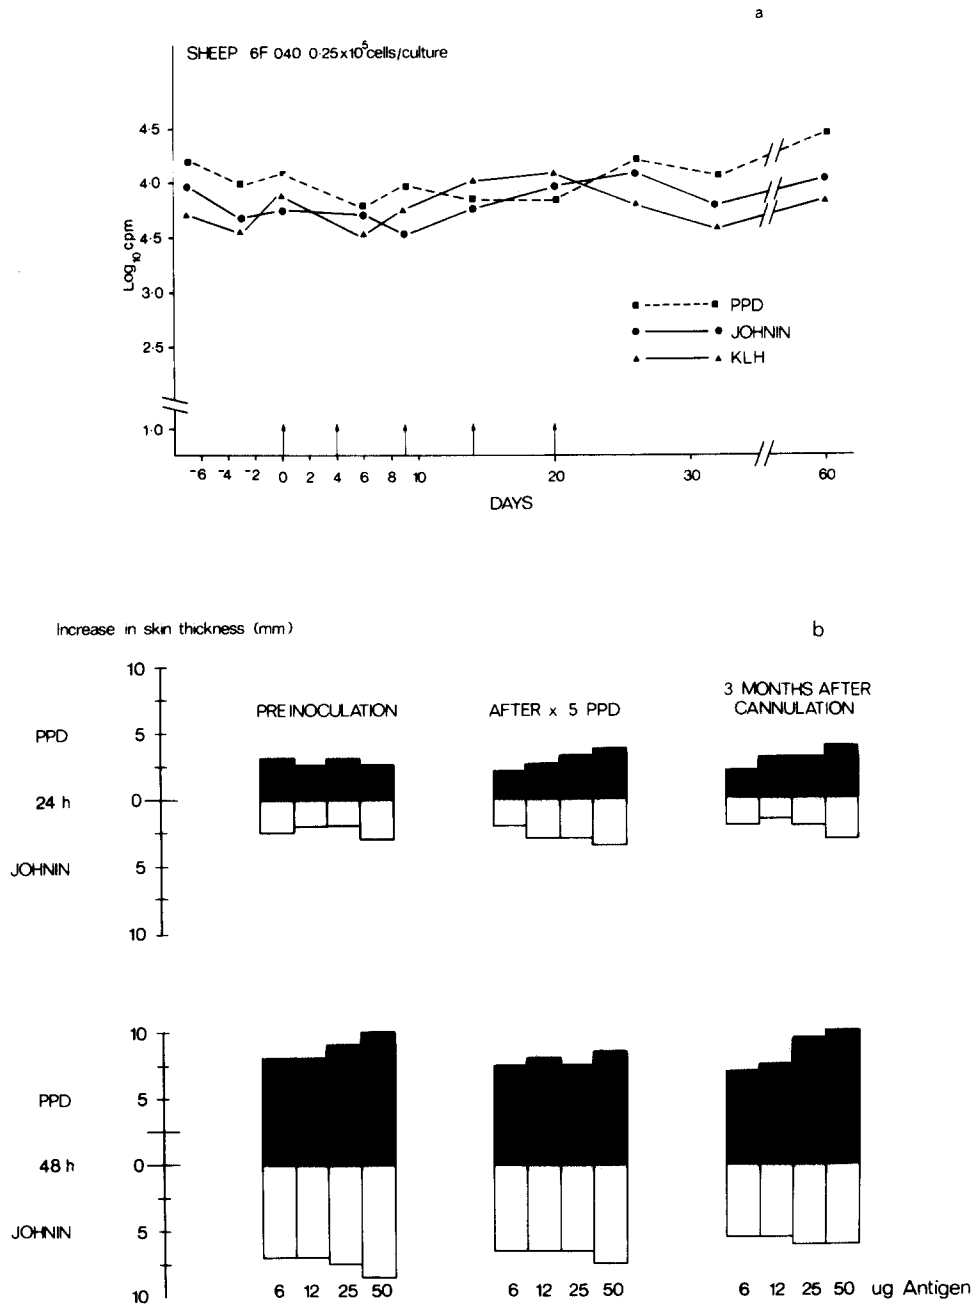 a
SHEEP 6F 040 0·25x10⁵cells/culture
4·5
4·0
4·5
3·0
2·5
1·0
Log₁₀cpm
PPD
JOHNIN
KLH
-6 -4 -2 0 2 4 6 8 10 20 30 60
DAYS
Increase in skin thickness (mm)
b
10
5
0
5
10
PPD
24 h
JOHNIN
PREINOCULATION
AFTER x 5 PPD
3 MONTHS AFTER
CANNULATION
10
5
0
5
10
PPD
48 h
JOHNIN
6 12 25 50 6 12 25 50 6 12 25 50 ug Antigen